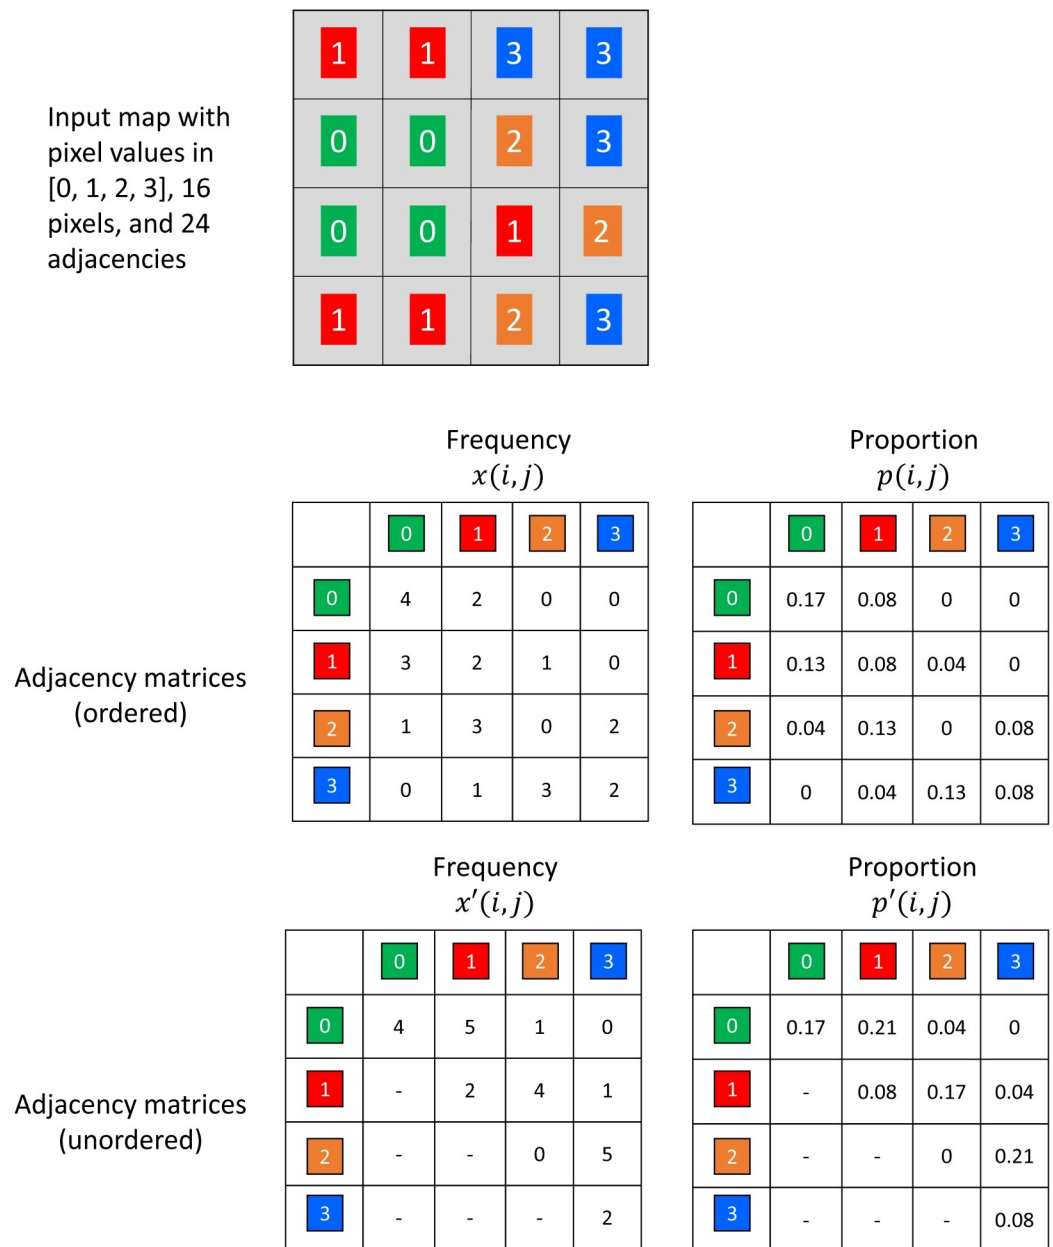 Input map with
pixel values in
[0, 1, 2, 3], 16
pixels, and 24
adjacencies
1 1 3 3
0 0 2 3
0 0 1 2
1 1 2 3
Frequency
x(i, j)
0 1 2 3
0 4 2 0 0
1 3 2 1 0
2 1 3 0 2
3 0 1 3 2
Proportion
p(i, j)
0 1 2 3
0 0.17 0.08 0 0
1 0.13 0.08 0.04 0
2 0.04 0.13 0 0.08
3 0 0.04 0.13 0.08
Adjacency matrices
(ordered)
Frequency
x′(i, j)
0 1 2 3
0 4 5 1 0
1 - 2 4 1
2 - - 0 5
3 - - - 2
Proportion
p′(i, j)
0 1 2 3
0 0.17 0.21 0.04 0
1 - 0.08 0.17 0.04
2 - - 0 0.21
3 - - - 0.08
Adjacency matrices
(unordered)